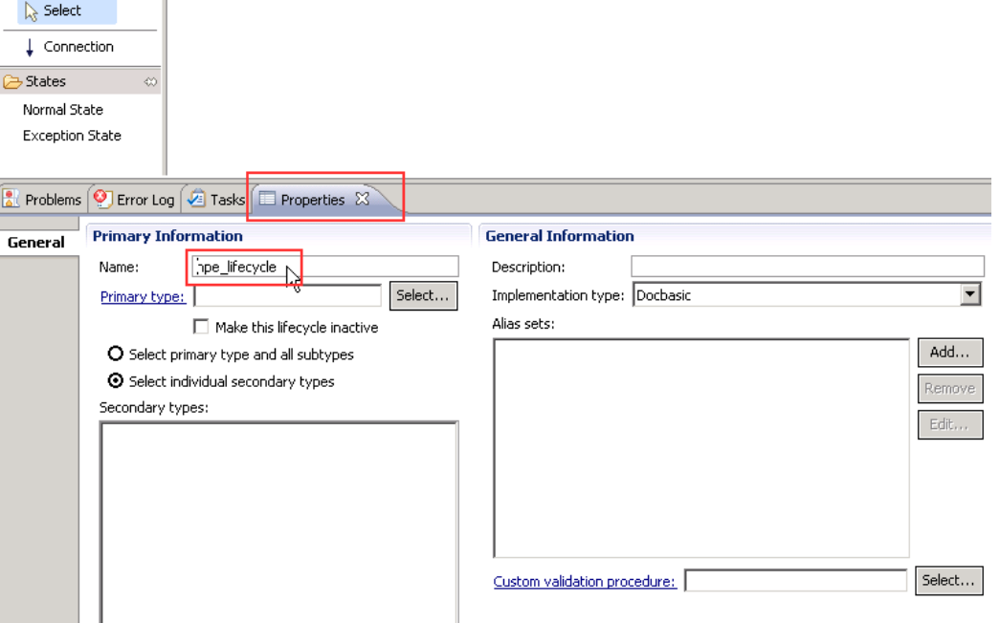 Select
Connection
States
Normal State
Exception State
Problems Error Log Tasks Properties
General
Primary Information
Name: hpe_lifecycle
Primary type: Select...
Make this lifecycle inactive
Select primary type and all subtypes
Select individual secondary types
Secondary types:
General Information
Description:
Implementation type: Docbasic
Alias sets:
Add...
Remove
Edit...
Custom validation procedure: Select...